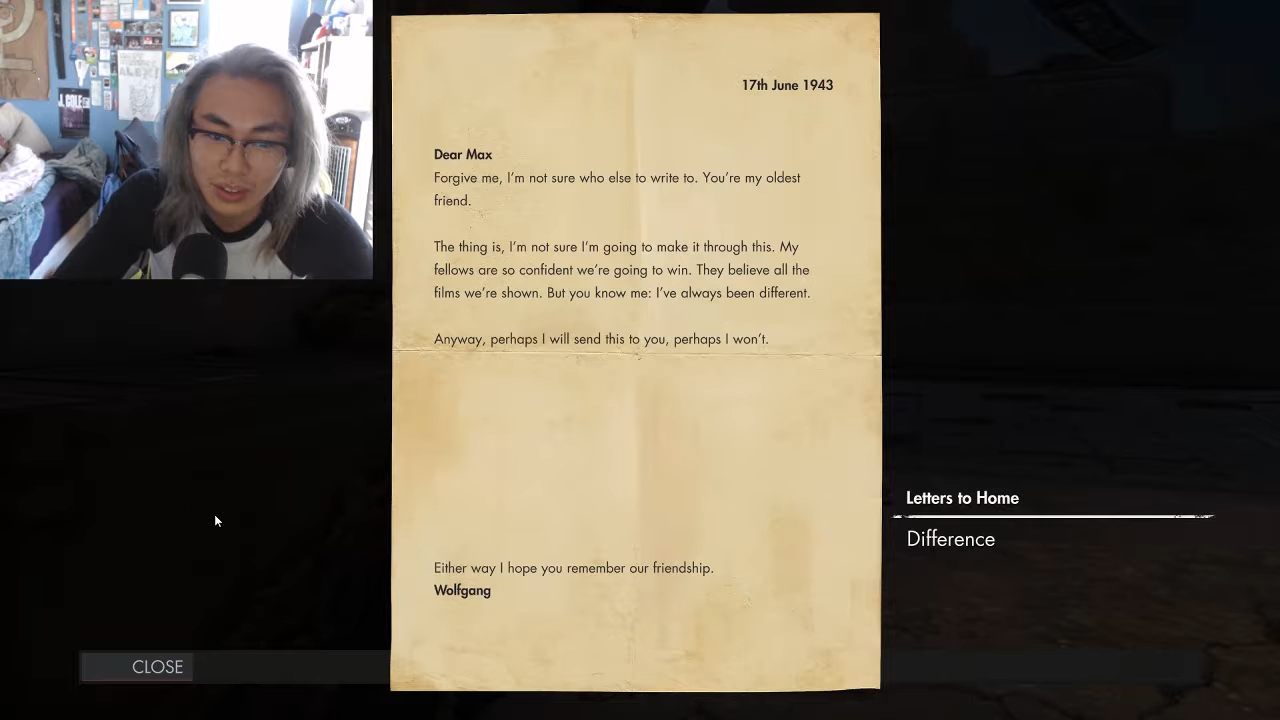 J. COLE
17th June 1943
Dear Max
Forgive me, I'm not sure who else to write to. You're my oldest
friend.
The thing is, I'm not sure I'm going to make it through this. My
fellows are so confident we're going to win. They believe all the
films we're shown. But you know me: I've always been different.
Anyway, perhaps I will send this to you, perhaps I won't.
Either way I hope you remember our friendship.
Wolfgang
Letters to Home
Difference
CLOSE